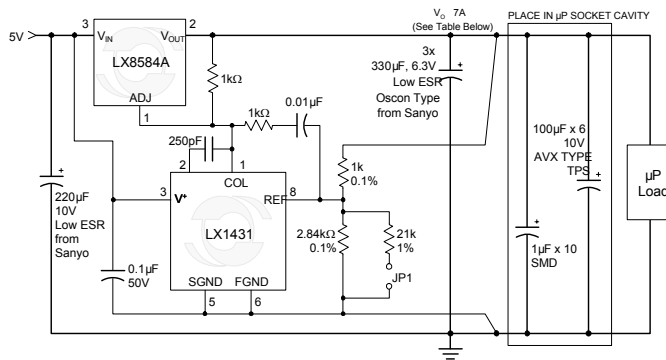 V_O 7A
(See Table Below)
PLACE IN µP SOCKET CAVITY
5V
3
V_IN
V_OUT
2
LX8584A
ADJ
1
1kΩ
1kΩ
0.01µF
250pF
3x
330µF, 6.3V
Low ESR
Oscon Type
from Sanyo
100µF x 6
10V
AVX TYPE
TPS
µP
Load
2
1
COL
3
V+
REF
8
LX1431
1k
0.1%
220µF
10V
Low ESR
from
Sanyo
2.84kΩ
0.1%
21k
1%
1µF x 10
SMD
0.1µF
50V
JP1
SGND
FGND
5
6